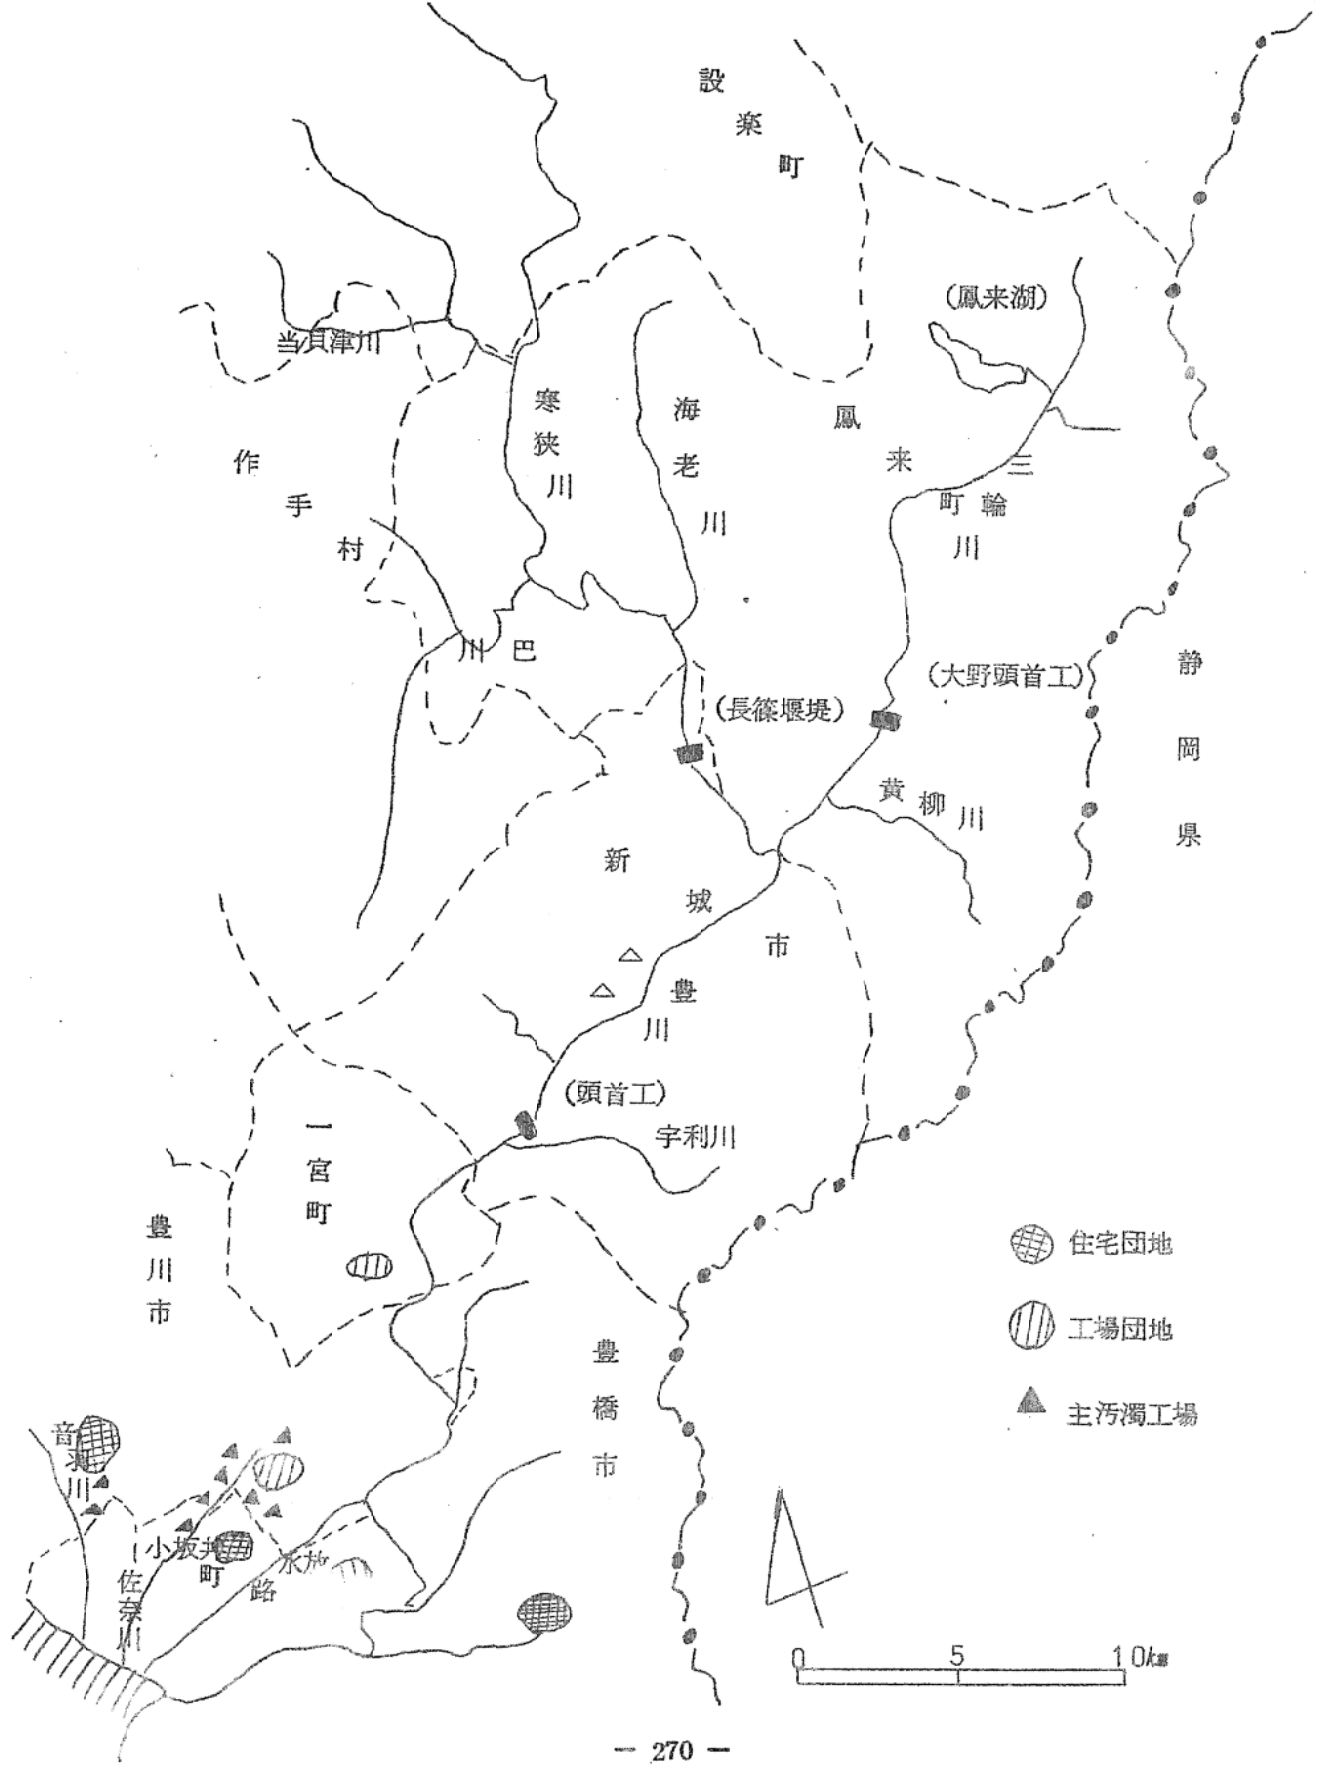 設楽町
(鳳来湖)
当貝津川
寒狭川
海老川
鳳来町
三輪川
作手村
巴川
(大野頭首工)
(長篠堰堤)
静岡県
黄柳川
新城市
豊川
(頭首工)
宇利川
一宮町
豊川市
住宅団地
工場団地
主汚濁工場
豊橋市
音羽川
小坂井町
佐奈川
放水路
0 5 10km
— 270 —